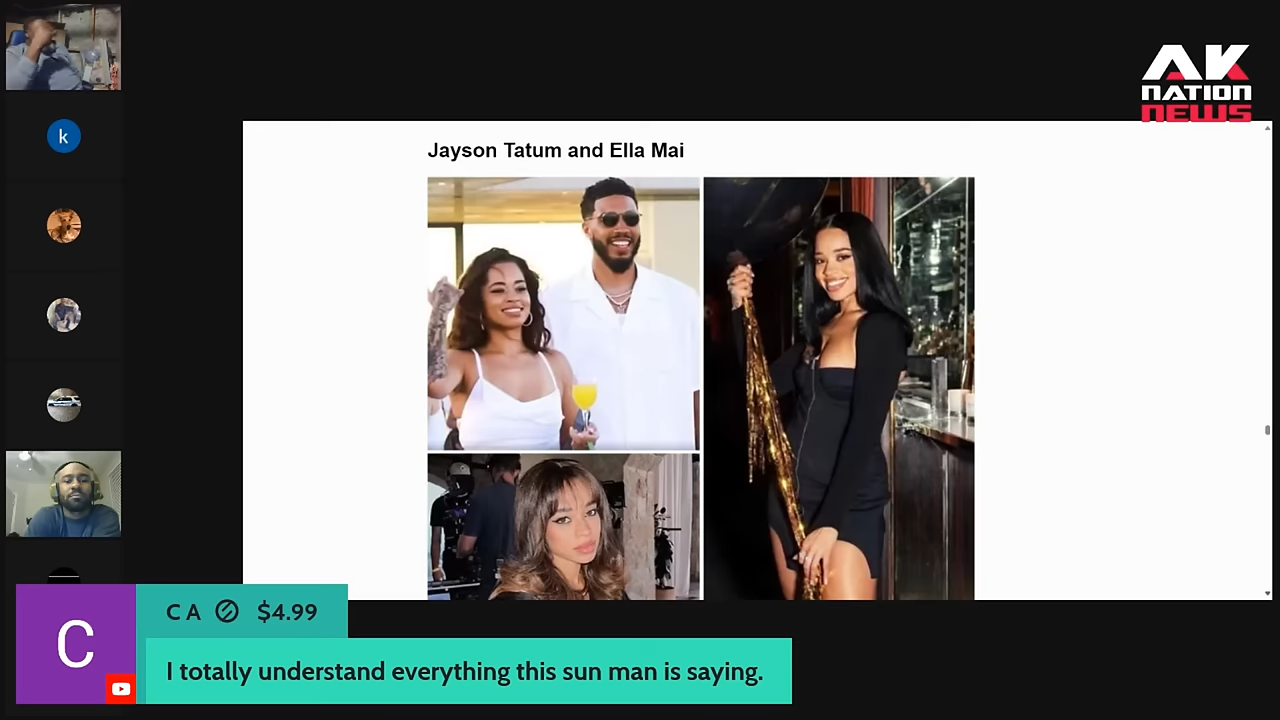 AK
NATION
NEWS
k
Jayson Tatum and Ella Mai
C
C A $4.99
I totally understand everything this sun man is saying.